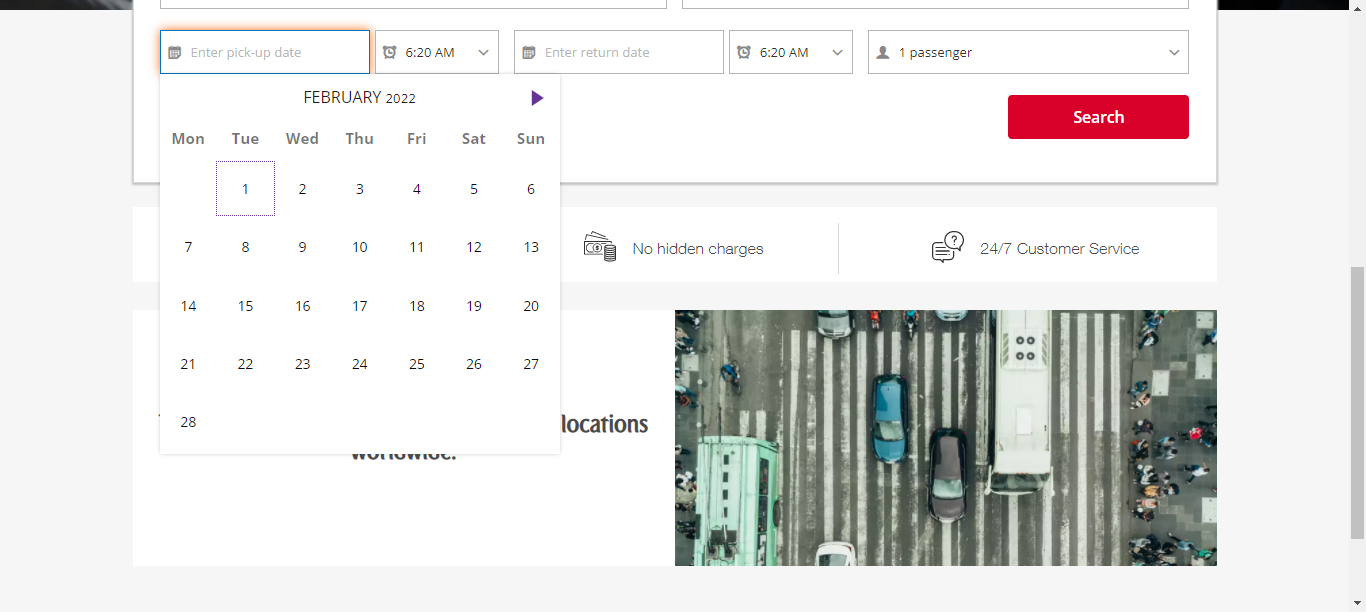 Enter pick-up date
6:20 AM
Enter return date
6:20 AM
1 passenger
FEBRUARY 2022
Search
Mon Tue Wed Thu Fri Sat Sun
1 2 3 4 5 6
7 8 9 10 11 12 13
14 15 16 17 18 19 20
21 22 23 24 25 26 27
28
No hidden charges
24/7 Customer Service
locations
worldwide.